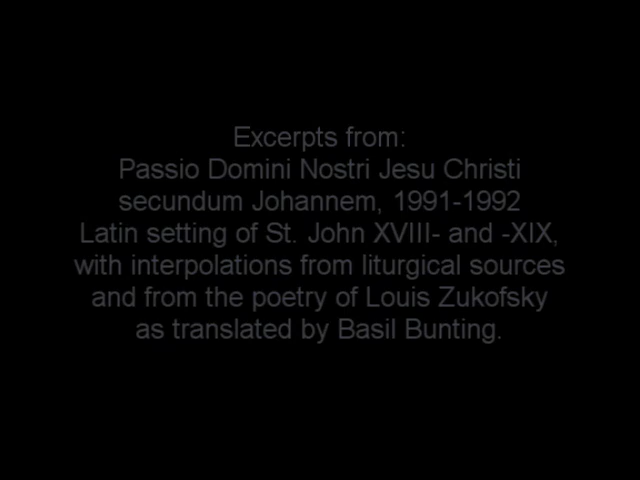 Excerpts from:
Passio Domini Nostri Jesu Christi
secundum Johannem, 1991-1992
Latin setting of St. John XVIII- and -XIX,
with interpolations from liturgical sources
and from the poetry of Louis Zukofsky
as translated by Basil Bunting.